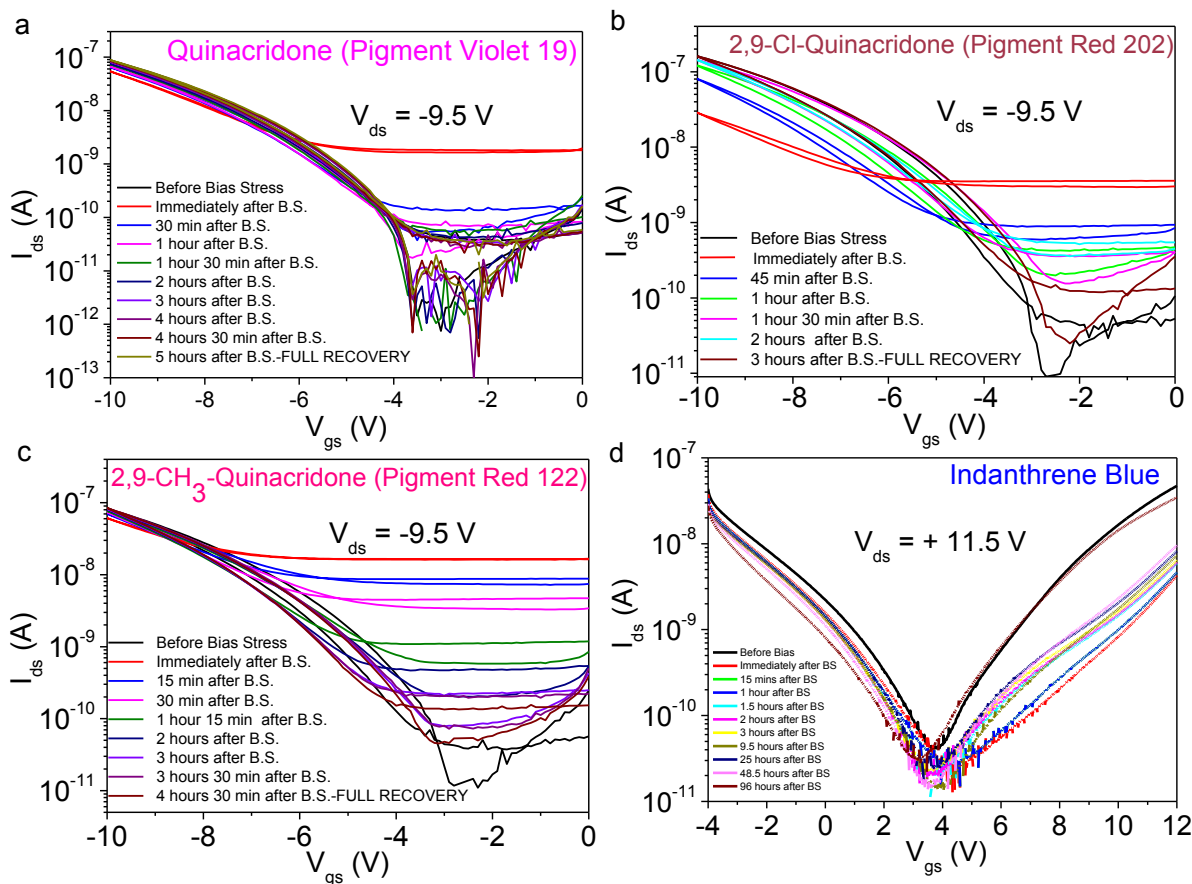 a
Quinacridone (Pigment Violet 19)
V_ds = -9.5 V
I_ds (A)
10^-7
10^-8
10^-9
10^-10
10^-11
10^-12
10^-13
Before Bias Stress
Immediately after B.S.
30 min after B.S.
1 hour after B.S.
1 hour 30 min after B.S.
2 hours after B.S.
3 hours after B.S.
4 hours after B.S.
4 hours 30 min after B.S.
5 hours after B.S.-FULL RECOVERY
-10 -8 -6 -4 -2 0
V_gs (V)
b
2,9-Cl-Quinacridone (Pigment Red 202)
V_ds = -9.5 V
I_ds (A)
10^-7
10^-8
10^-9
10^-10
10^-11
Before Bias Stress
Immediately after B.S.
45 min after B.S.
1 hour after B.S.
1 hour 30 min after B.S.
2 hours after B.S.
3 hours after B.S.-FULL RECOVERY
-10 -8 -6 -4 -2 0
V_gs (V)
c
2,9-CH_3-Quinacridone (Pigment Red 122)
V_ds = -9.5 V
I_ds (A)
10^-7
10^-8
10^-9
10^-10
10^-11
Before Bias Stress
Immediately after B.S.
15 min after B.S.
30 min after B.S.
1 hour 15 min after B.S.
2 hours after B.S.
3 hours after B.S.
3 hours 30 min after B.S.
4 hours 30 min after B.S.-FULL RECOVERY
-10 -8 -6 -4 -2 0
V_gs (V)
d
Indanthrene Blue
V_ds = + 11.5 V
I_ds (A)
10^-7
10^-8
10^-9
10^-10
10^-11
Before Bias
Immediately after BS
15 mins after BS
1 hour after BS
1.5 hours after BS
2 hours after BS
3 hours after BS
9.5 hours after BS
25 hours after BS
48.5 hours after BS
96 hours after BS
-4 -2 0 2 4 6 8 10 12
V_gs (V)